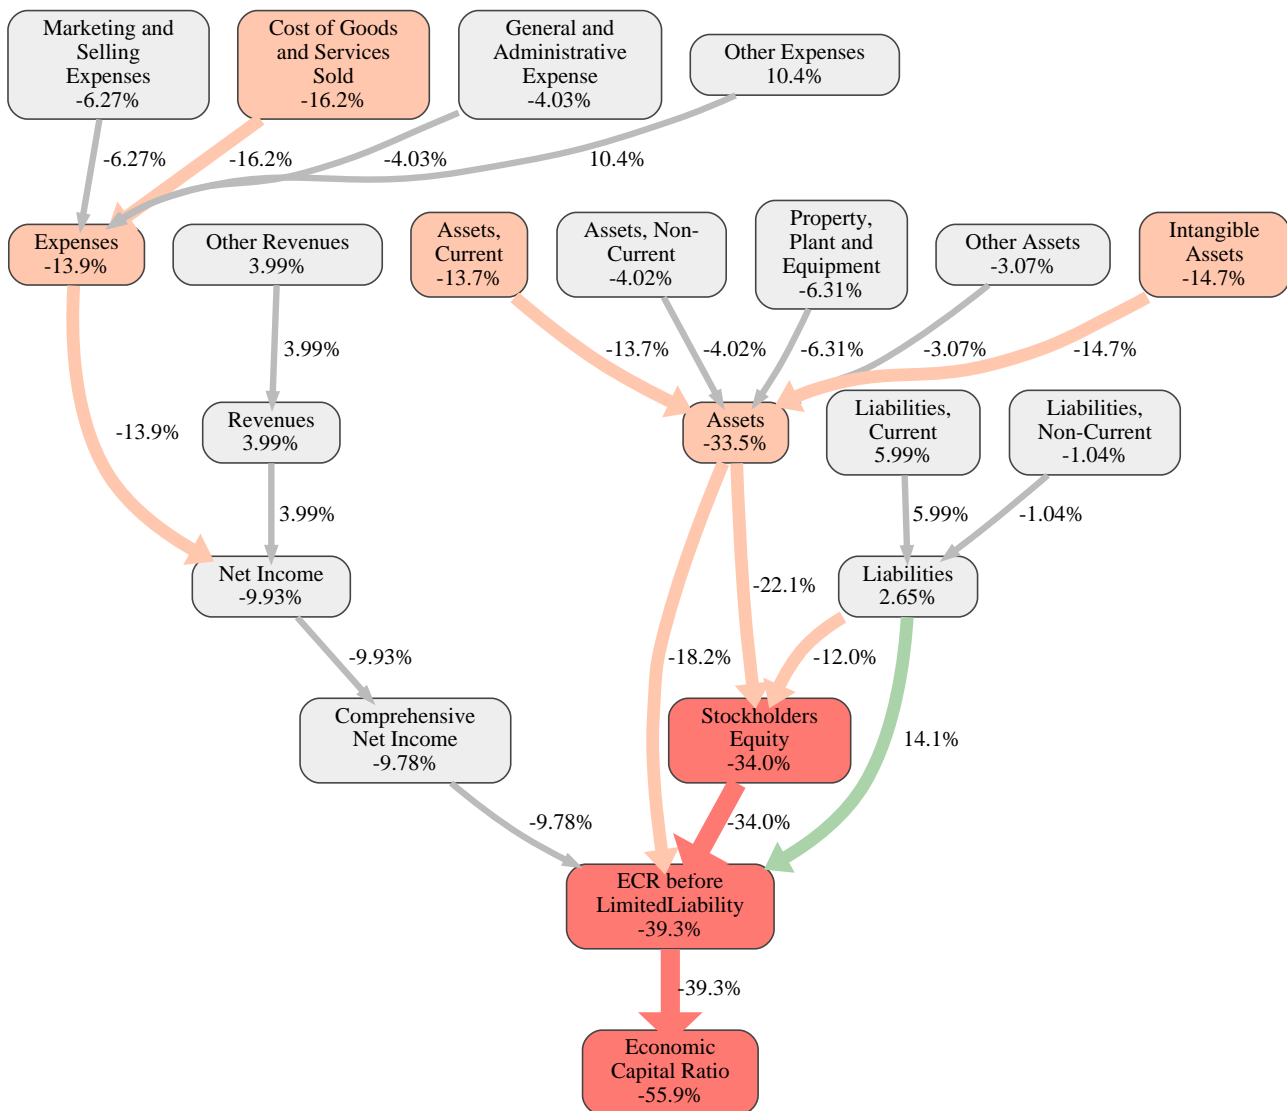 Marketing and
Selling
Expenses
-6.27%
Cost of Goods
and Services
Sold
-16.2%
General and
Administrative
Expense
-4.03%
Other Expenses
10.4%
-6.27%
-16.2%
-4.03%
10.4%
Expenses
-13.9%
Other Revenues
3.99%
Assets,
Current
-13.7%
Assets, Non-
Current
-4.02%
Property,
Plant and
Equipment
-6.31%
Other Assets
-3.07%
Intangible
Assets
-14.7%
3.99%
-13.7%
-4.02%
-6.31%
-3.07%
-14.7%
-13.9%
Revenues
3.99%
Assets
-33.5%
Liabilities,
Current
5.99%
Liabilities,
Non-Current
-1.04%
3.99%
5.99%
-1.04%
Net Income
-9.93%
-22.1%
Liabilities
2.65%
-9.93%
-18.2%
-12.0%
Comprehensive
Net Income
-9.78%
Stockholders
Equity
-34.0%
14.1%
-9.78%
-34.0%
ECR before
LimitedLiability
-39.3%
-39.3%
Economic
Capital Ratio
-55.9%